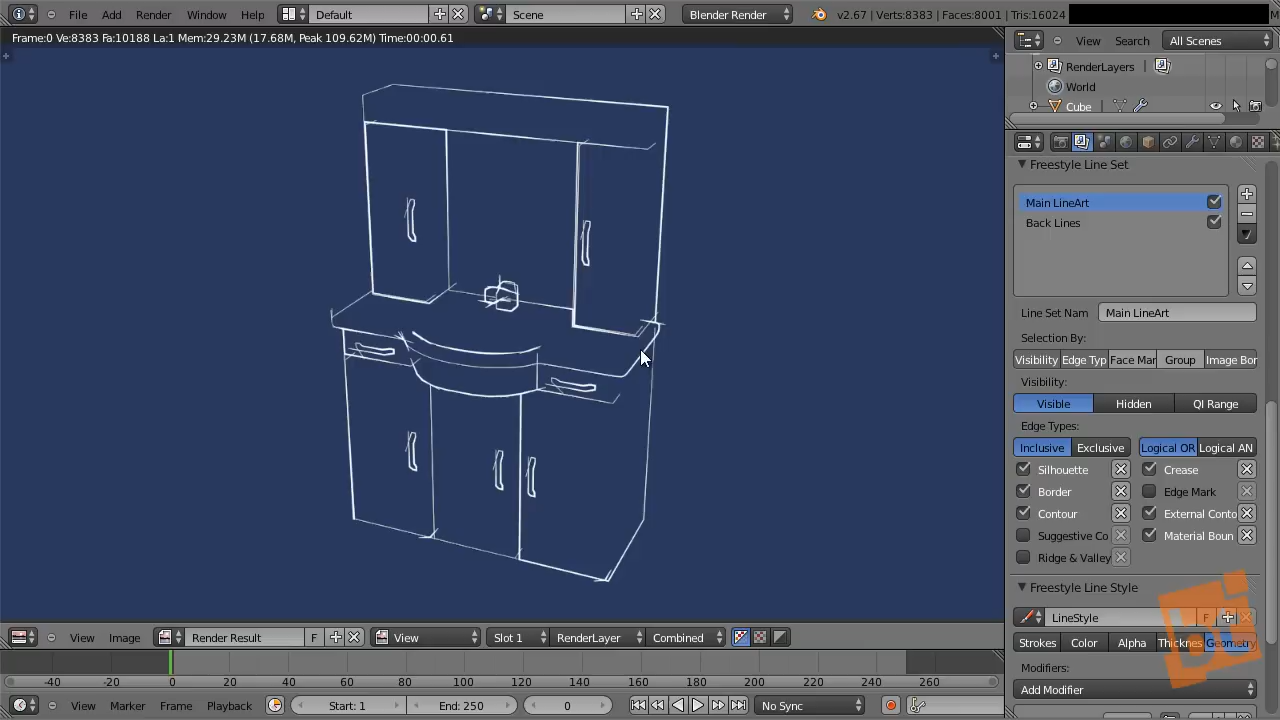 File Add Render Window Help Default Scene Blender Render v2.67 | Verts:8383 | Faces:8001 | Tris:16024
Frame:0 Ve:8383 Fa:10188 La:1 Mem:29.23M (17.68M, Peak 109.62M) Time:00:00.61
View Search All Scenes
RenderLayers
World
Cube
Freestyle Line Set
Main LineArt
Back Lines
Line Set Nam Main LineArt
Selection By:
Visibility Edge Typ Face Mar Group Image Bor
Visibility:
Visible Hidden QI Range
Edge Types:
Inclusive Exclusive Logical OR Logical AN
Silhouette Crease
Border Edge Mark
Contour External Conto
Suggestive Co Material Boun
Ridge & Valley
Freestyle Line Style
LineStyle F
Strokes Color Alpha Thicknes Geometry
Modifiers:
Add Modifier
View Image Render Result F View Slot 1 RenderLayer Combined
-40 -20 0 20 40 60 80 100 120 140 160 180 200 220 240 260
View Marker Frame Playback Start: 1 End: 250 0 No Sync